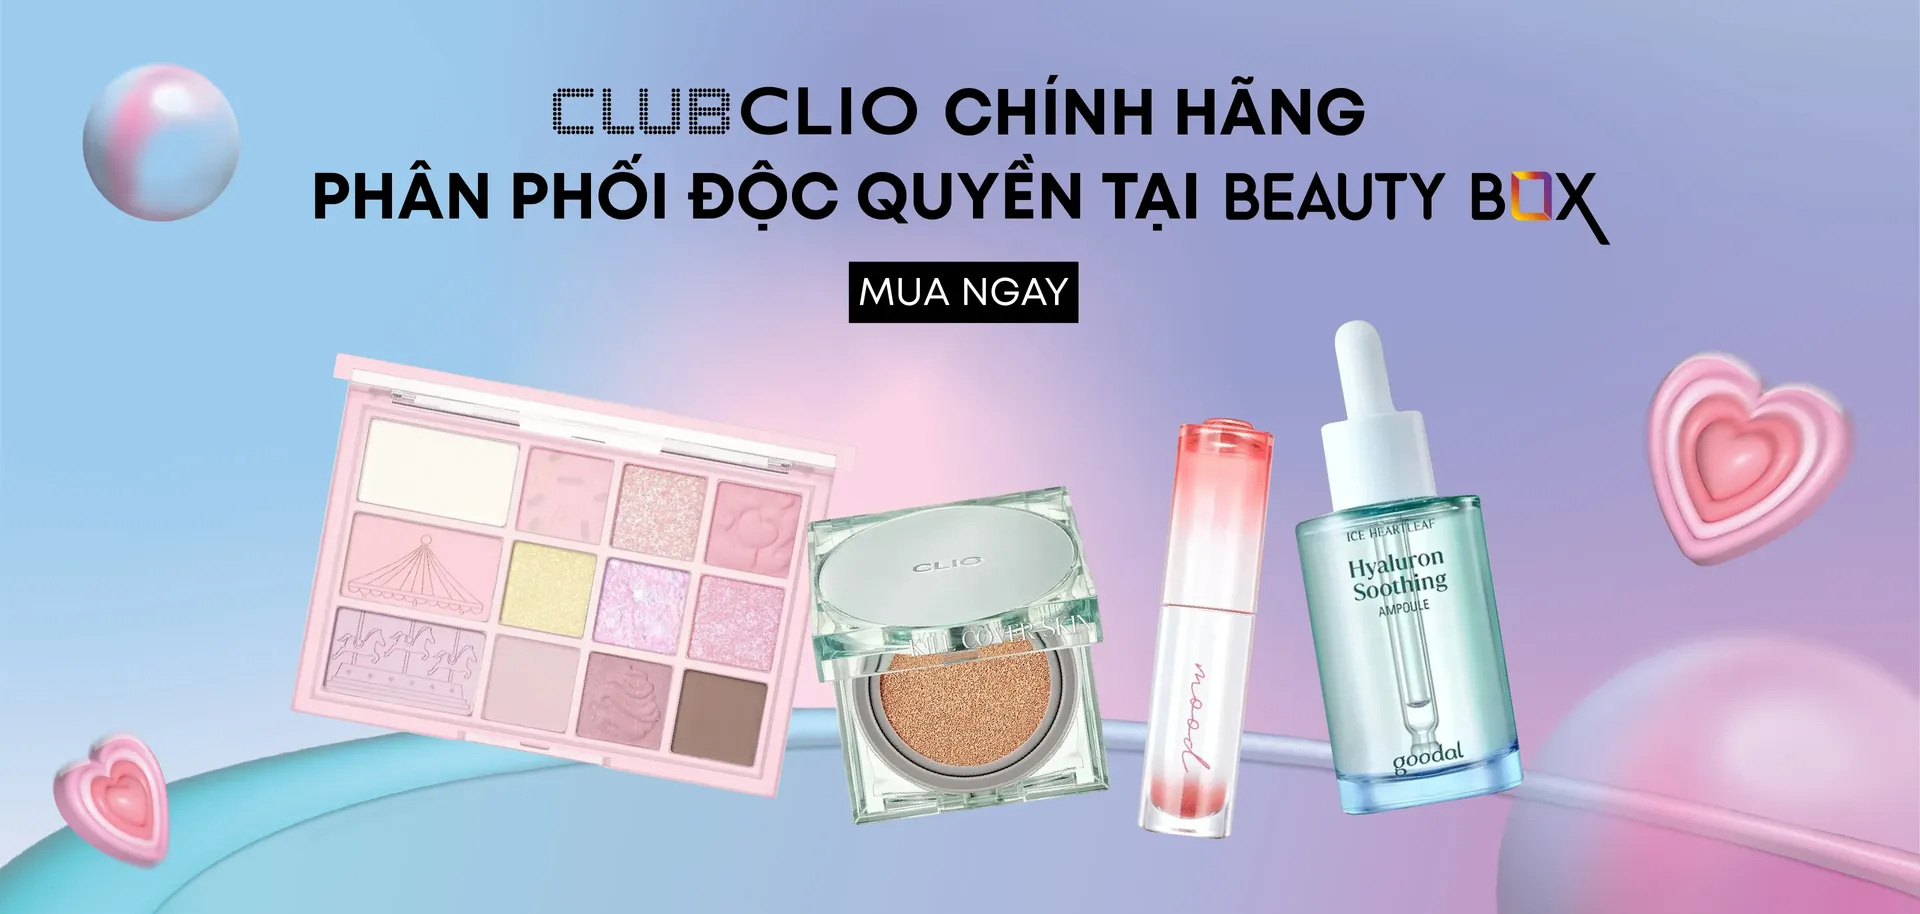 CLUBCLIO CHÍNH HÃNG
PHÂN PHỐI ĐỘC QUYỀN TẠI BEAUTY BOX
MUA NGAY
CLIO
KILL COVER SKIN
moood
ICE HEARTLEAF
Hyaluron
Soothing
AMPOULE
goodal